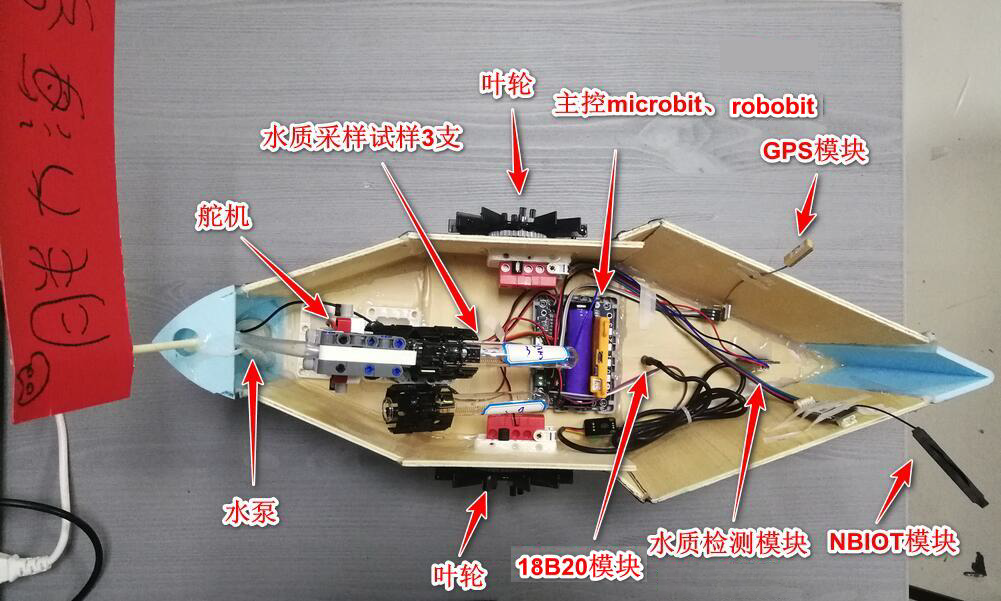 叶轮
主控microbit、robobit
水质采样试样3支
GPS模块
舵机
水泵
叶轮
18B20模块
水质检测模块
NBIOT模块